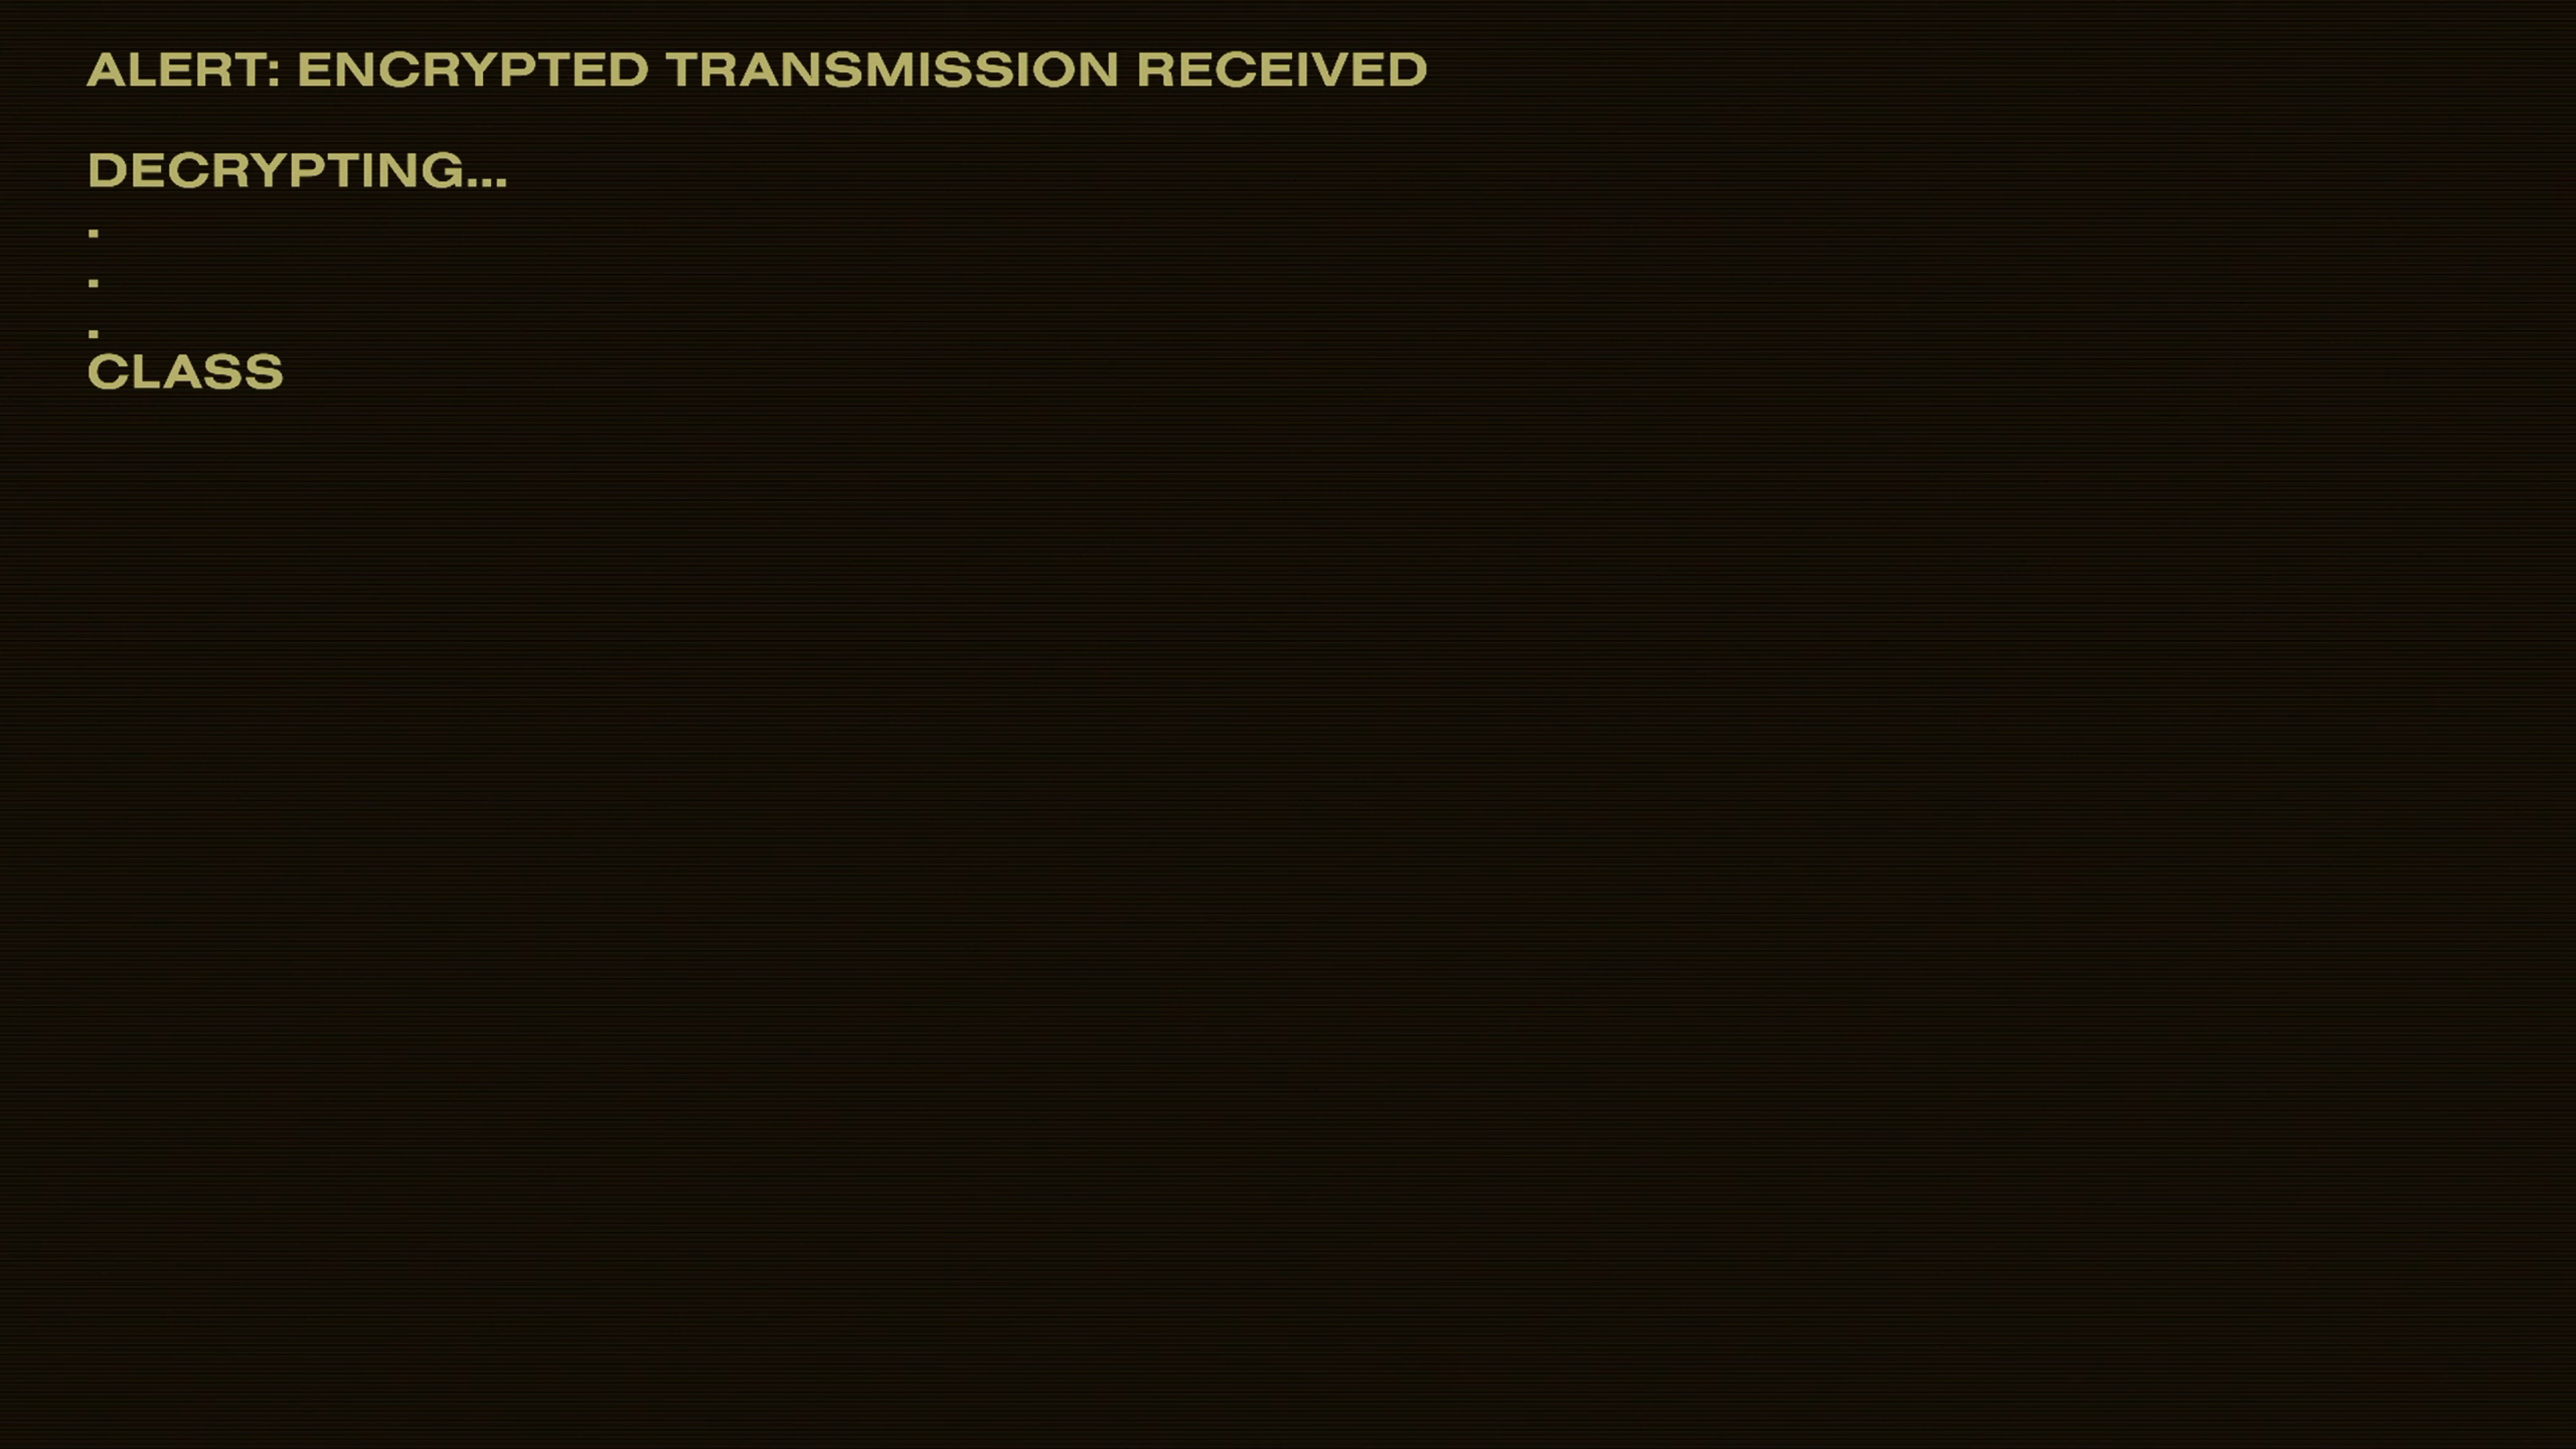 ALERT: ENCRYPTED TRANSMISSION RECEIVED
DECRYPTING...
.
.
.
CLASS